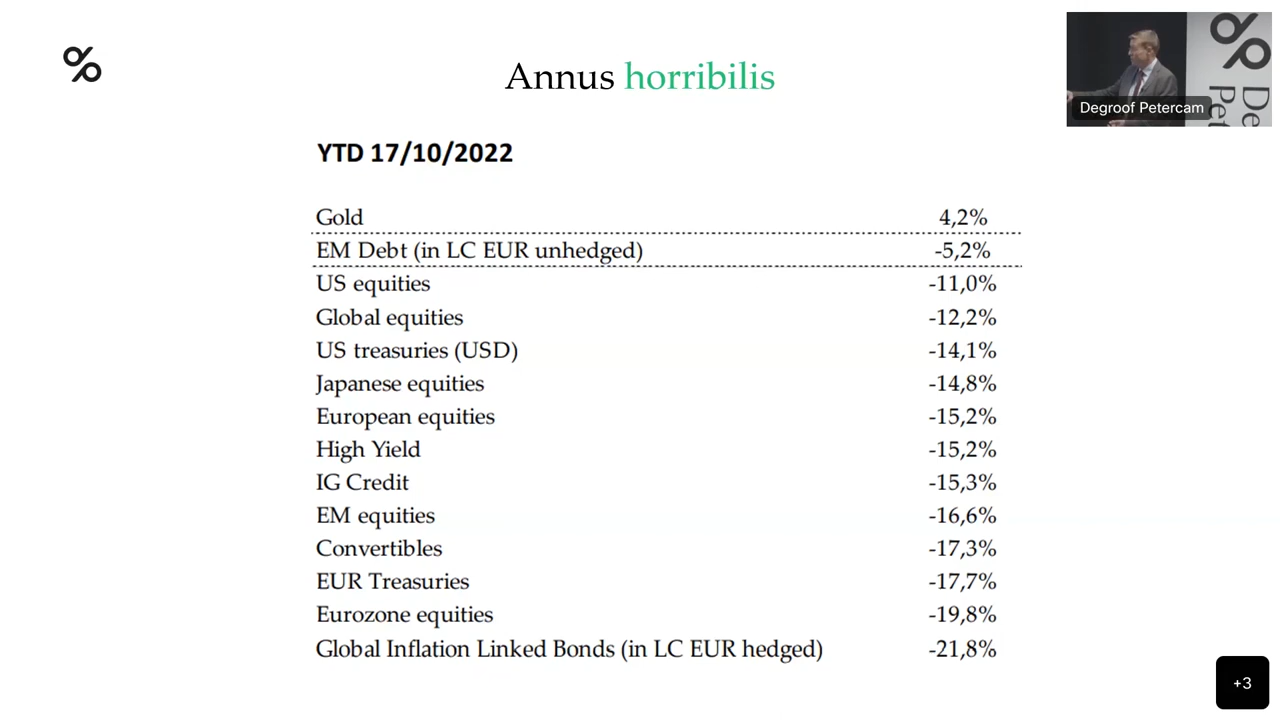 Annus horribilis
Degroof Petercam
De
Pet
YTD 17/10/2022
Gold 4,2%
EM Debt (in LC EUR unhedged) -5,2%
US equities -11,0%
Global equities -12,2%
US treasuries (USD) -14,1%
Japanese equities -14,8%
European equities -15,2%
High Yield -15,2%
IG Credit -15,3%
EM equities -16,6%
Convertibles -17,3%
EUR Treasuries -17,7%
Eurozone equities -19,8%
Global Inflation Linked Bonds (in LC EUR hedged) -21,8%
+3